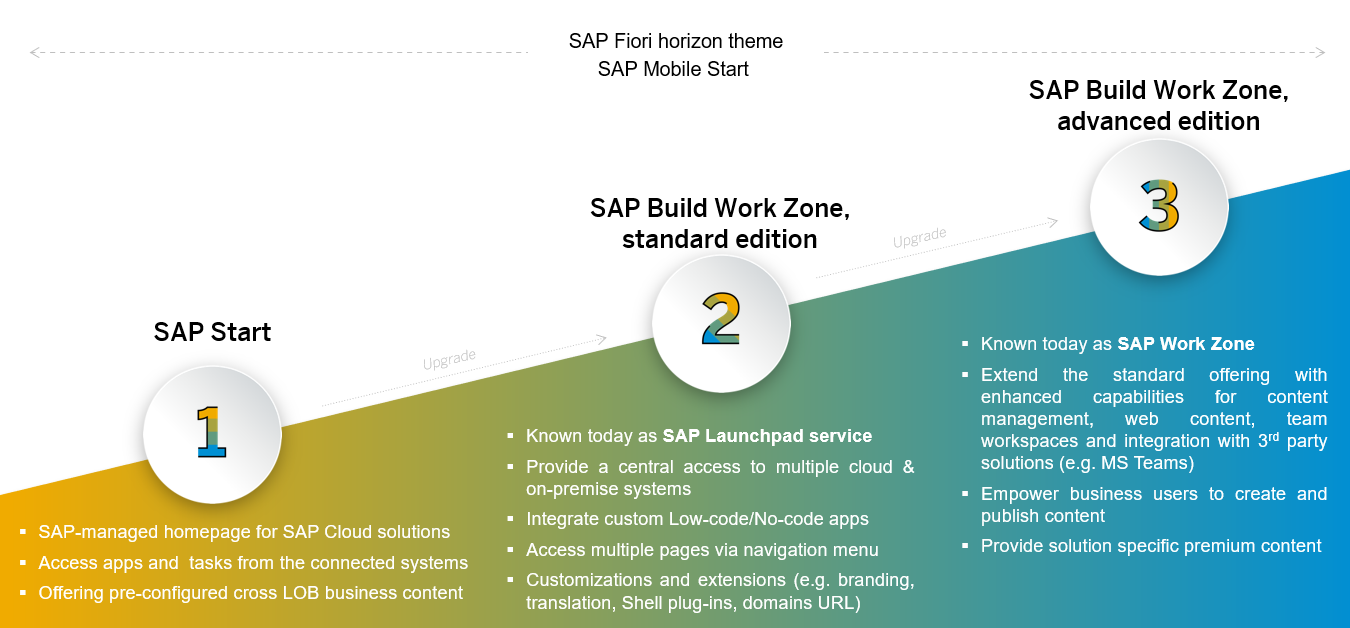 SAP Fiori horizon theme
SAP Mobile Start
SAP Start
1
▪ SAP-managed homepage for SAP Cloud solutions
▪ Access apps and tasks from the connected systems
▪ Offering pre-configured cross LOB business content
Upgrade
SAP Build Work Zone,
standard edition
2
▪ Known today as SAP Launchpad service
▪ Provide a central access to multiple cloud &
on-premise systems
▪ Integrate custom Low-code/No-code apps
▪ Access multiple pages via navigation menu
▪ Customizations and extensions (e.g. branding,
translation, Shell plug-ins, domains URL)
Upgrade
SAP Build Work Zone,
advanced edition
3
▪ Known today as SAP Work Zone
▪ Extend the standard offering with
enhanced capabilities for content
management, web content, team
workspaces and integration with 3rd party
solutions (e.g. MS Teams)
▪ Empower business users to create and
publish content
▪ Provide solution specific premium content